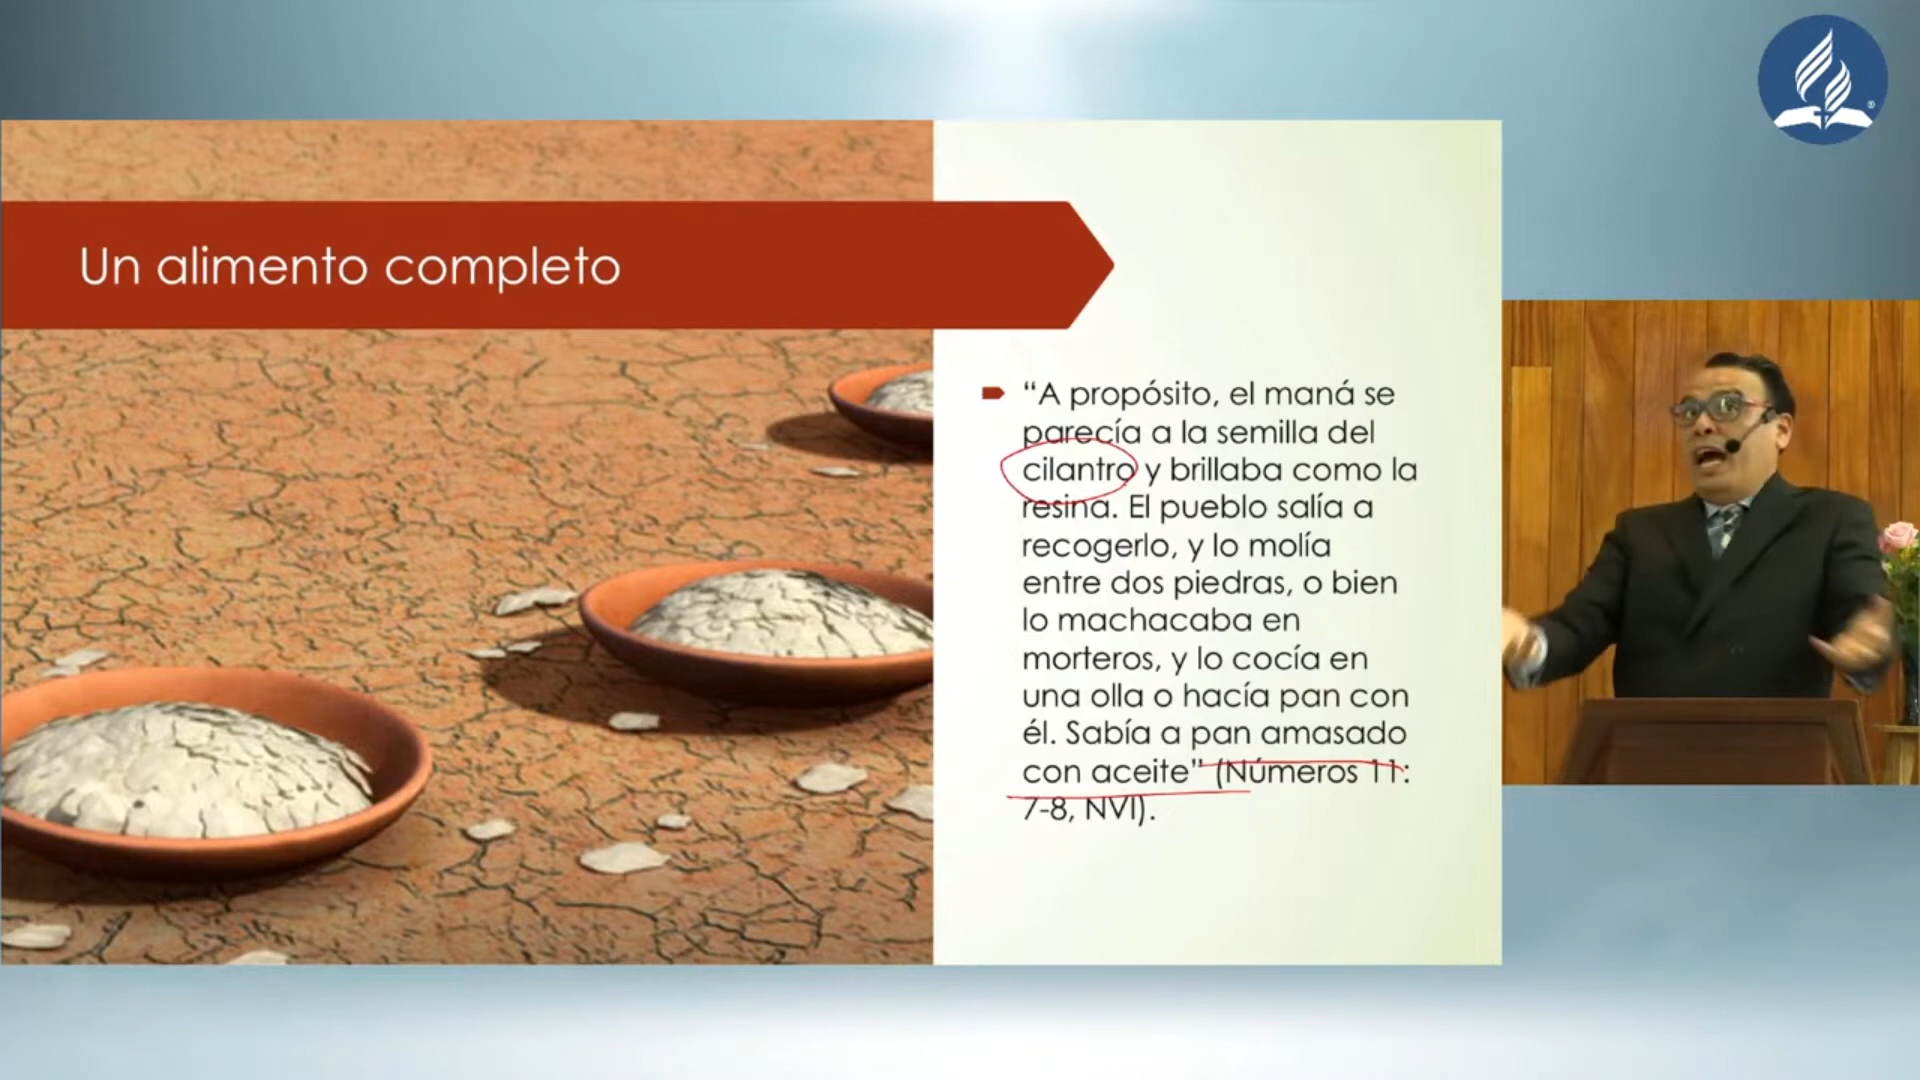 Un alimento completo
“A propósito, el maná se
parecía a la semilla del
cilantro y brillaba como la
resina. El pueblo salía a
recogerlo, y lo molía
entre dos piedras, o bien
lo machacaba en
morteros, y lo cocía en
una olla o hacía pan con
él. Sabía a pan amasado
con aceite” (Números 11:
7-8, NVI).
®